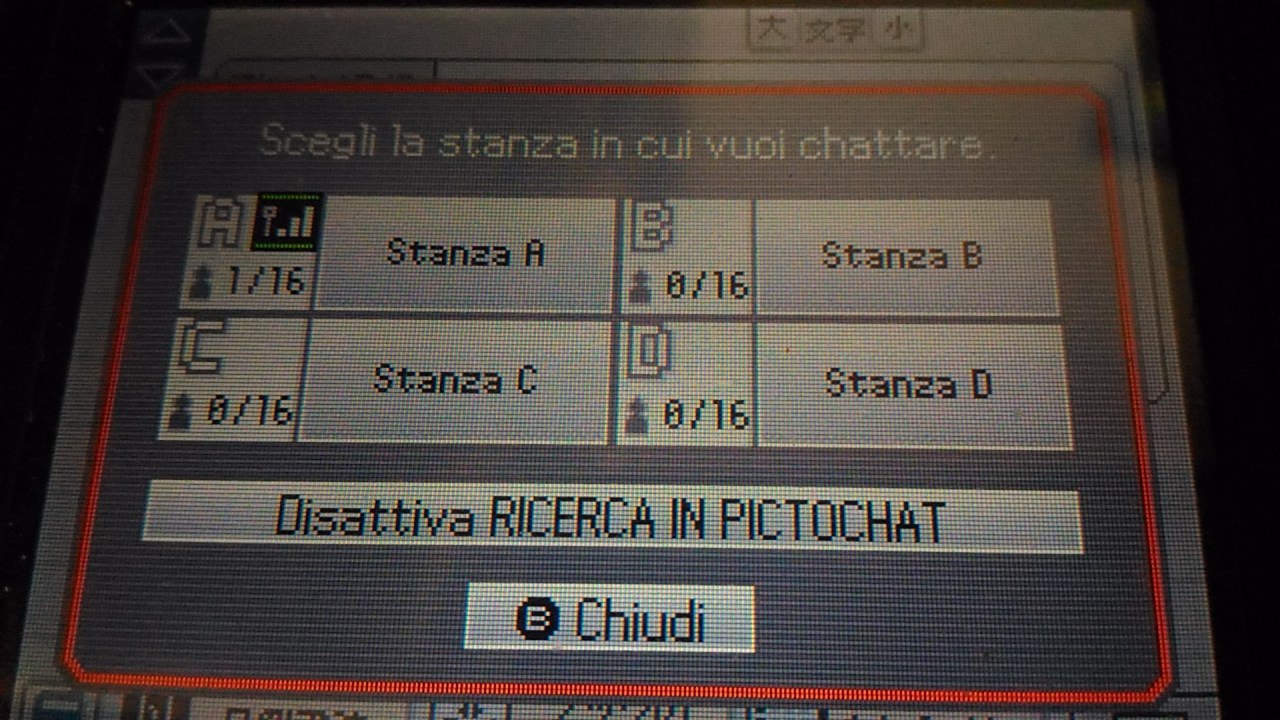 大 文字 小
Scegli la stanza in cui vuoi chattare.
A Stanza A B Stanza B
1/16 0/16
C Stanza C D Stanza D
0/16 0/16
Disattiva RICERCA IN PICTOCHAT
B Chiudi